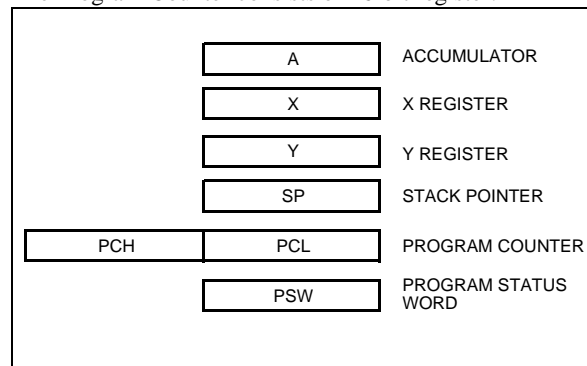 A ACCUMULATOR
X X REGISTER
Y Y REGISTER
SP STACK POINTER
PCH PCL PROGRAM COUNTER
PSW PROGRAM STATUS
WORD